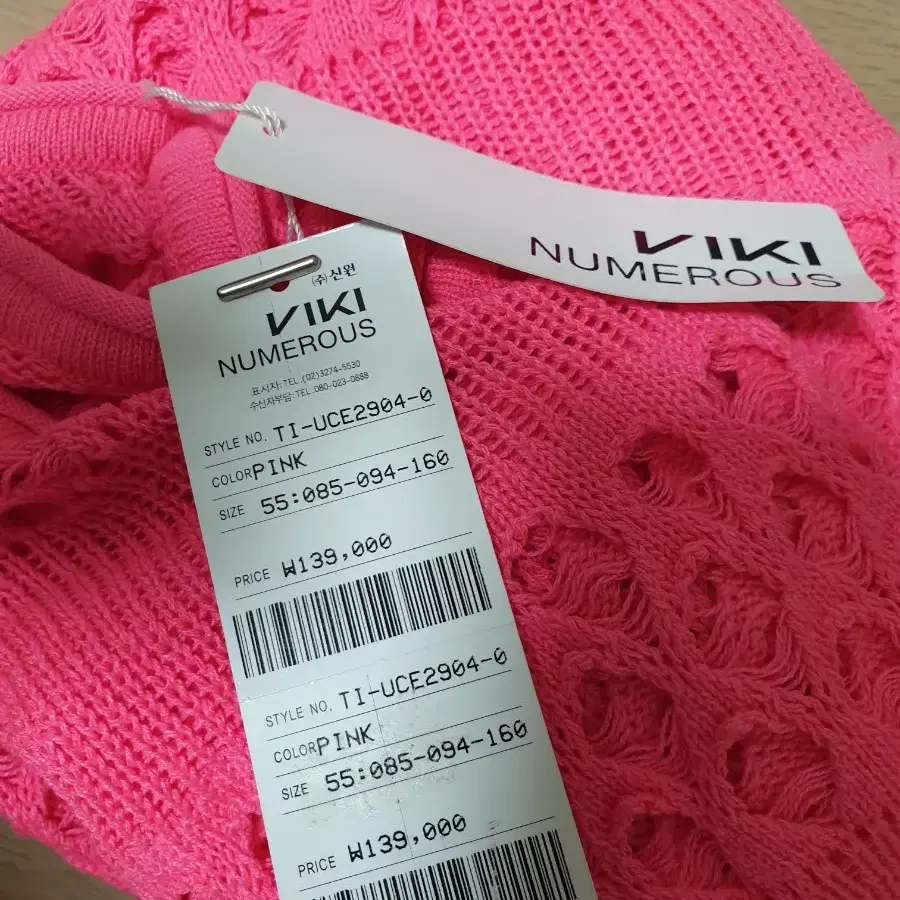 VIKI
NUMEROUS
(주)신원
VIKI
NUMEROUS
표시자:TEL.(02)3274-5530
수신자부담:TEL.080-023-0888
STYLE NO. TI-UCE2904-0
COLOR PINK
SIZE 55:085-094-160
PRICE ₩139,000
STYLE NO. TI-UCE2904-0
COLOR PINK
SIZE 55:085-094-160
PRICE ₩139,000